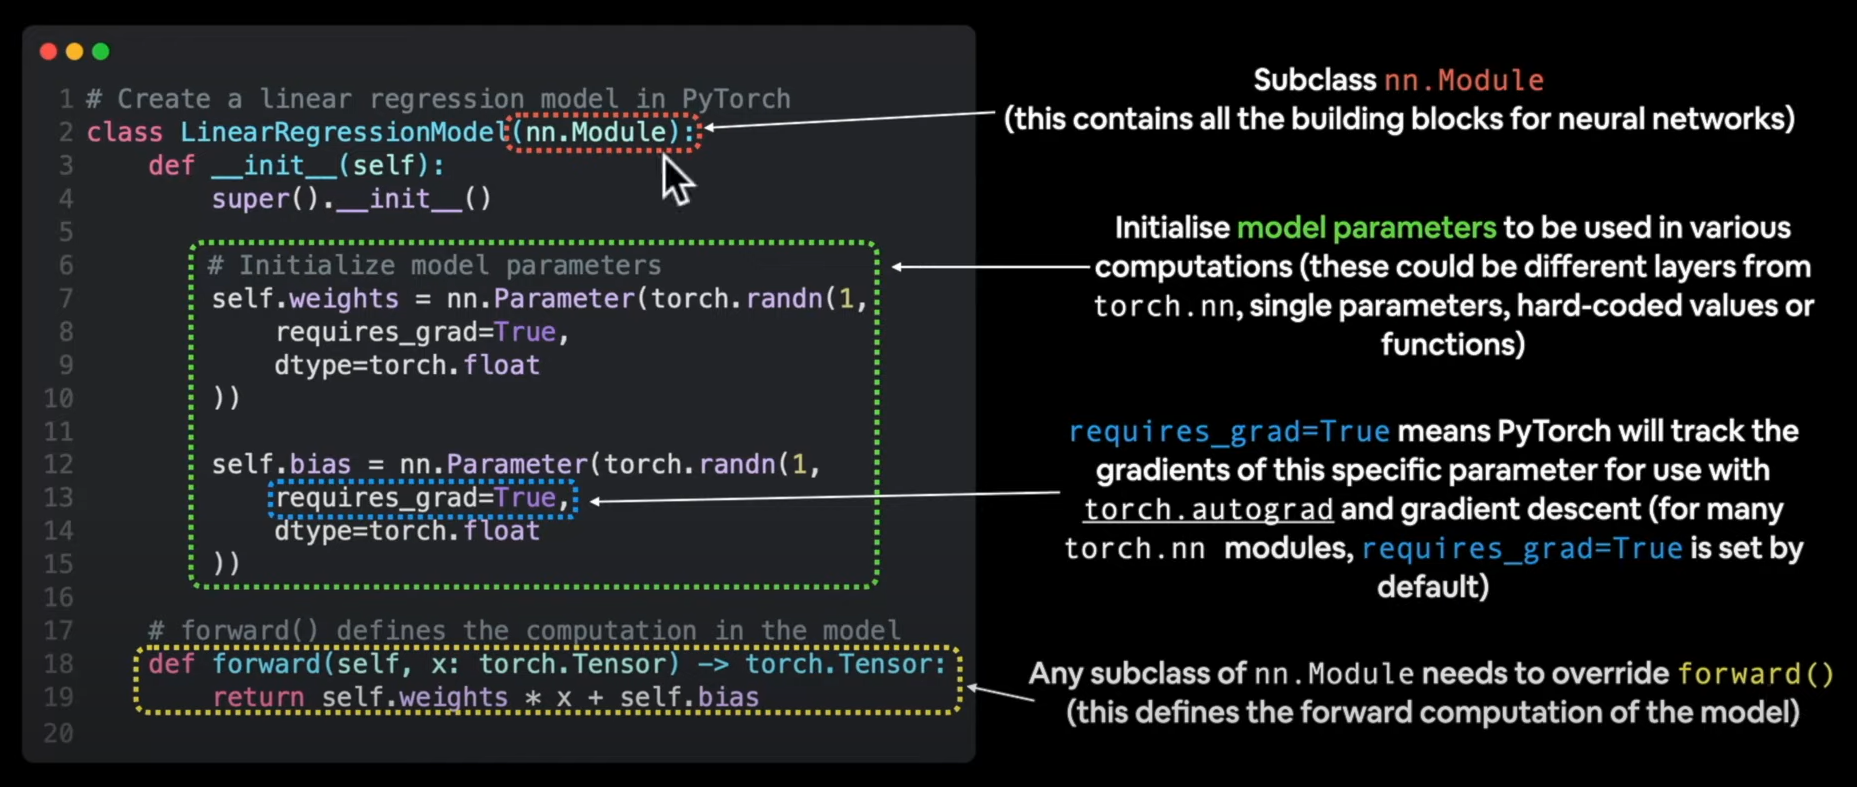 1 # Create a linear regression model in PyTorch
2 class LinearRegressionModel(nn.Module):
3     def __init__(self):
4         super().__init__()
5
6         # Initialize model parameters
7         self.weights = nn.Parameter(torch.randn(1,
8             requires_grad=True,
9             dtype=torch.float
10         ))
11
12         self.bias = nn.Parameter(torch.randn(1,
13             requires_grad=True,
14             dtype=torch.float
15         ))
16
17     # forward() defines the computation in the model
18     def forward(self, x: torch.Tensor) -> torch.Tensor:
19         return self.weights * x + self.bias
20
Subclass nn.Module
(this contains all the building blocks for neural networks)
Initialise model parameters to be used in various
computations (these could be different layers from
torch.nn, single parameters, hard-coded values or
functions)
requires_grad=True means PyTorch will track the
gradients of this specific parameter for use with
torch.autograd and gradient descent (for many
torch.nn modules, requires_grad=True is set by
default)
Any subclass of nn.Module needs to override forward()
(this defines the forward computation of the model)